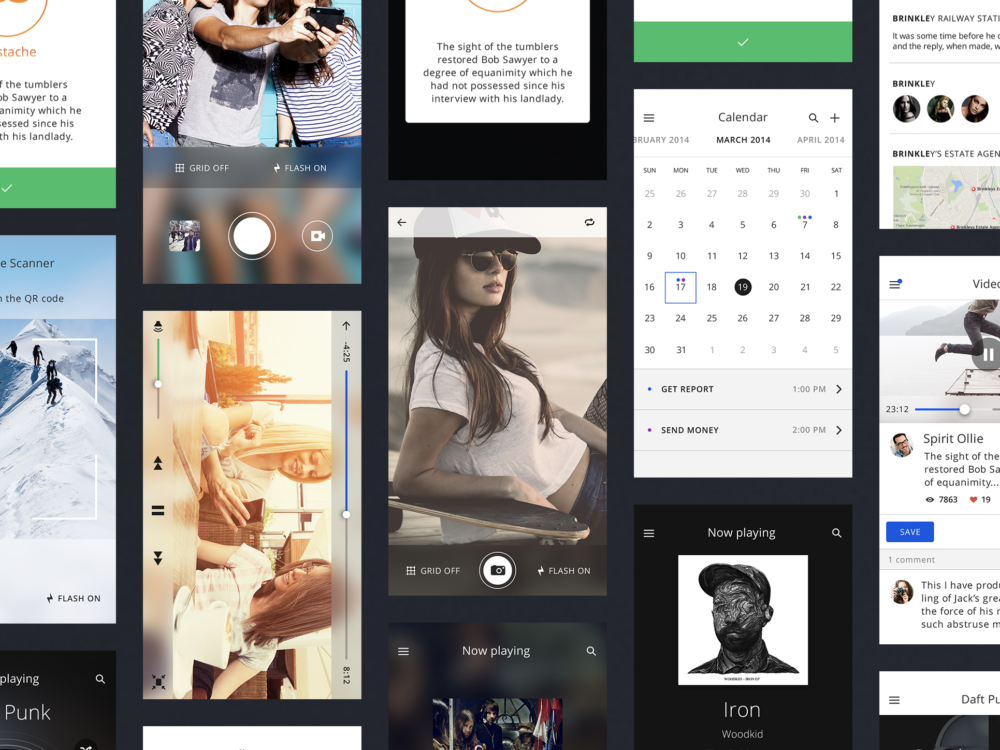 stache
f the tumblers
ob Sawyer to a
animity which he
ssessed since his
th his landlady.
e Scanner
n the QR code
FLASH ON
playing
Punk
GRID OFF FLASH ON
-4:25
8:12
The sight of the tumblers
restored Bob Sawyer to a
degree of equanimity which he
had not possessed since his
interview with his landlady.
GRID OFF FLASH ON
Now playing
Calendar
BRUARY 2014 MARCH 2014 APRIL 2014
SUN MON TUE WED THU FRI SAT
25 26 27 28 29 30 1
2 3 4 5 6 7 8
9 10 11 12 13 14 15
16 17 18 19 20 21 22
23 24 25 26 27 28 29
30 31 1 2 3 4 5
GET REPORT 1:00 PM
SEND MONEY 2:00 PM
Now playing
WOODKID – IRON EP
Iron
Woodkid
BRINKLEY RAILWAY STATI
It was some time before he c
and the reply, when made, w
BRINKLEY
BRINKLEY'S ESTATE AGEN
Brinkleys Es
Brinkleys Estate Agen
Video
23:12
Spirit Ollie
The sight of the
restored Bob Sa
of equanimity...
7863 19
SAVE
1 comment
This I have produ
ling of Jack's grea
the force of his r
such abstruse m
Daft Pu